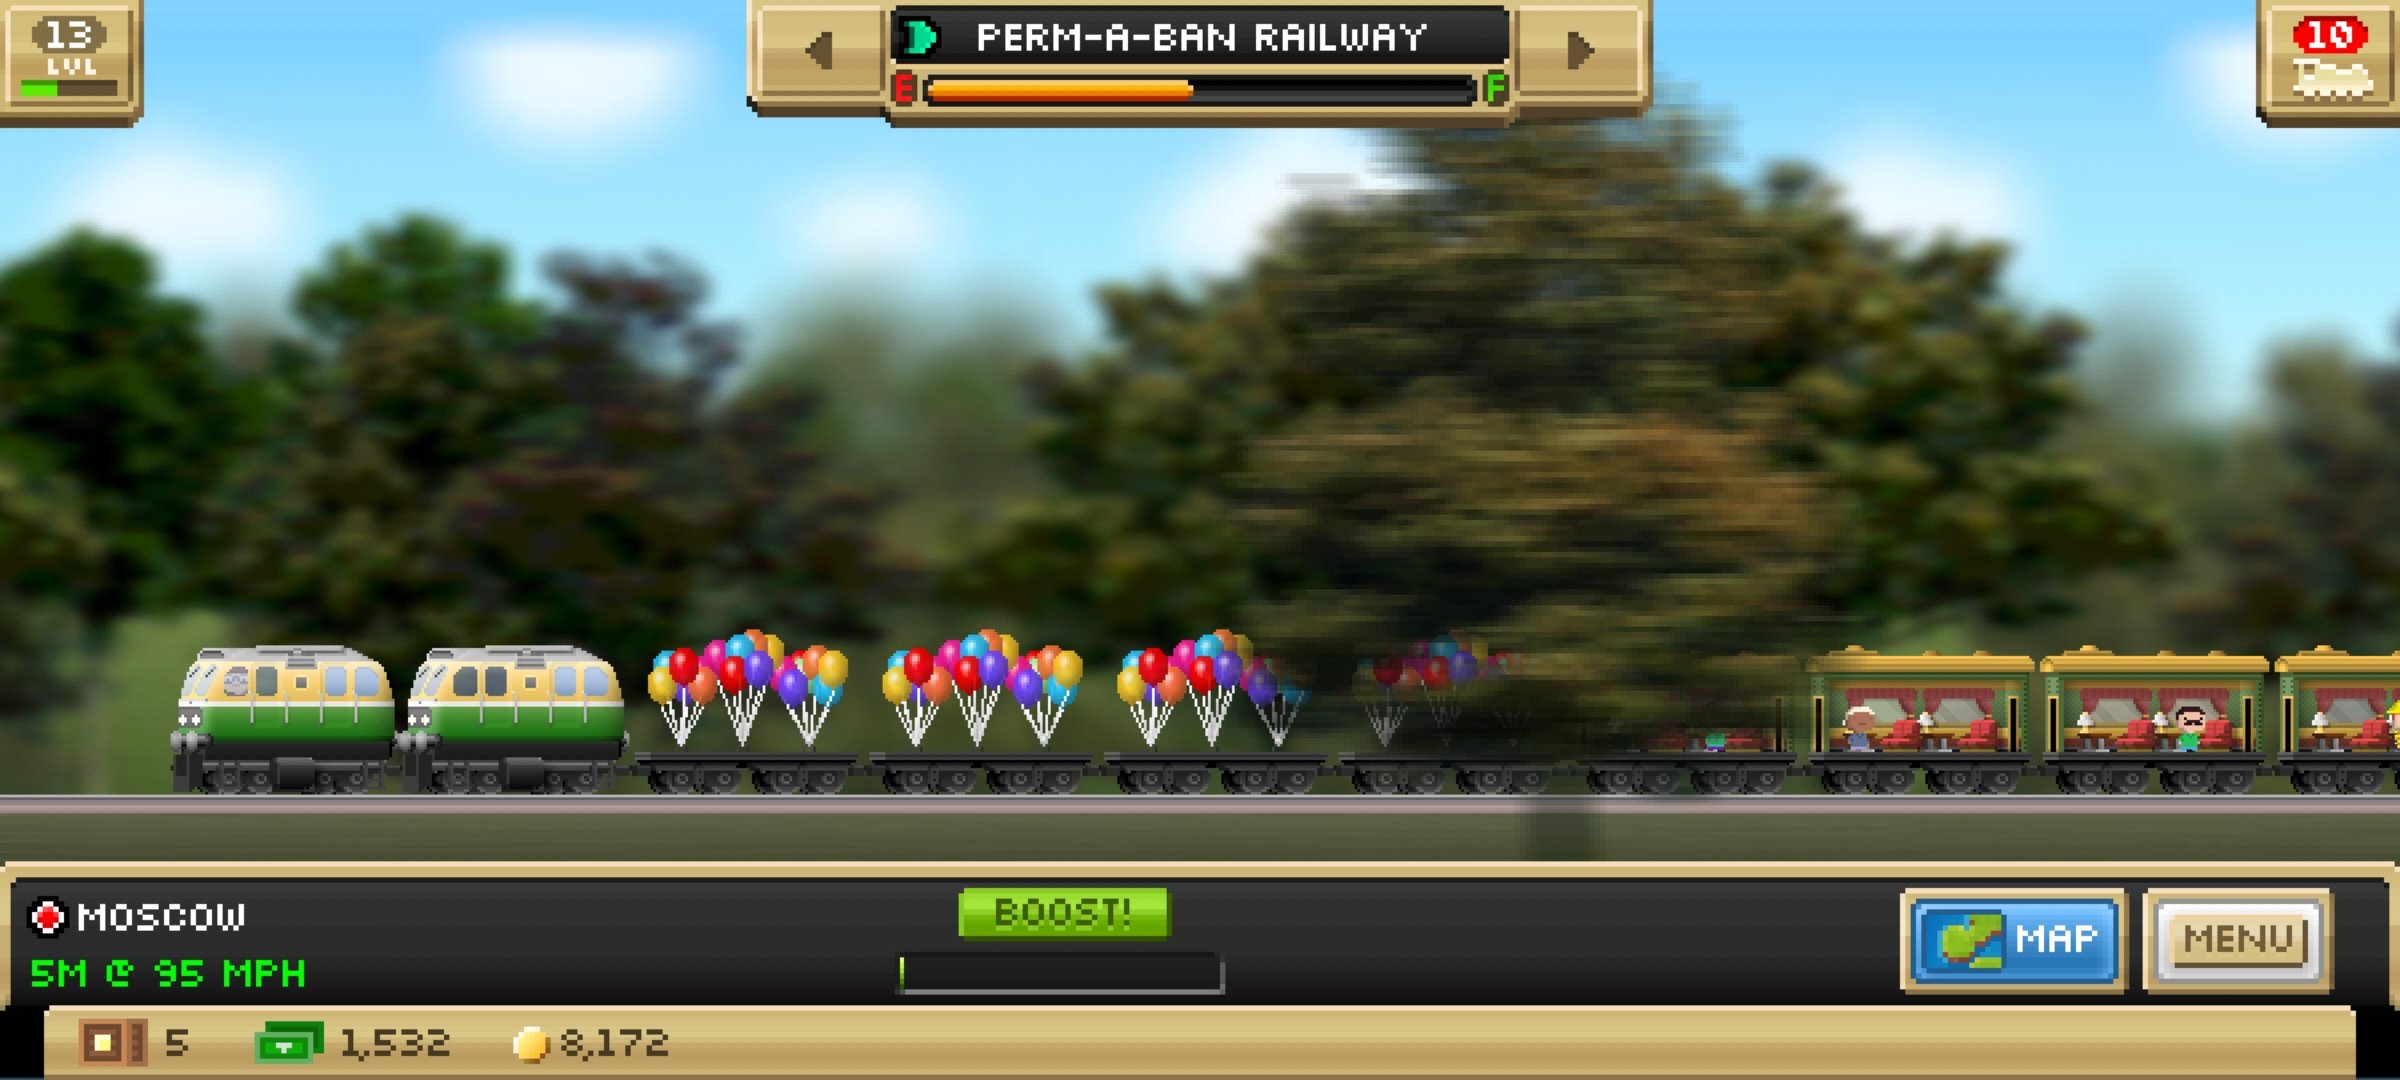 13
LVL
PERM-A-BAN RAILWAY
E F
10
MOSCOW
5M @ 95 MPH
BOOST!
MAP
MENU
5 1,532 8,172